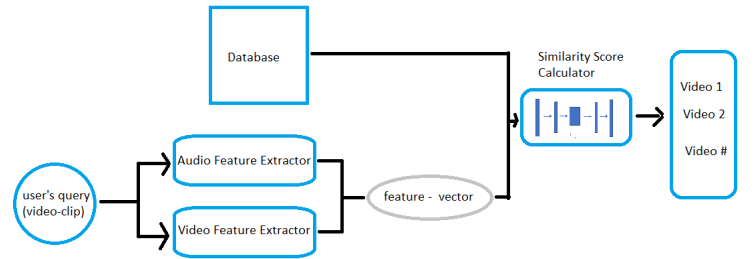 Database
Similarity Score
Calculator
Video 1
Video 2
Video #
user's query
(video-clip)
Audio Feature Extractor
Video Feature Extractor
feature - vector